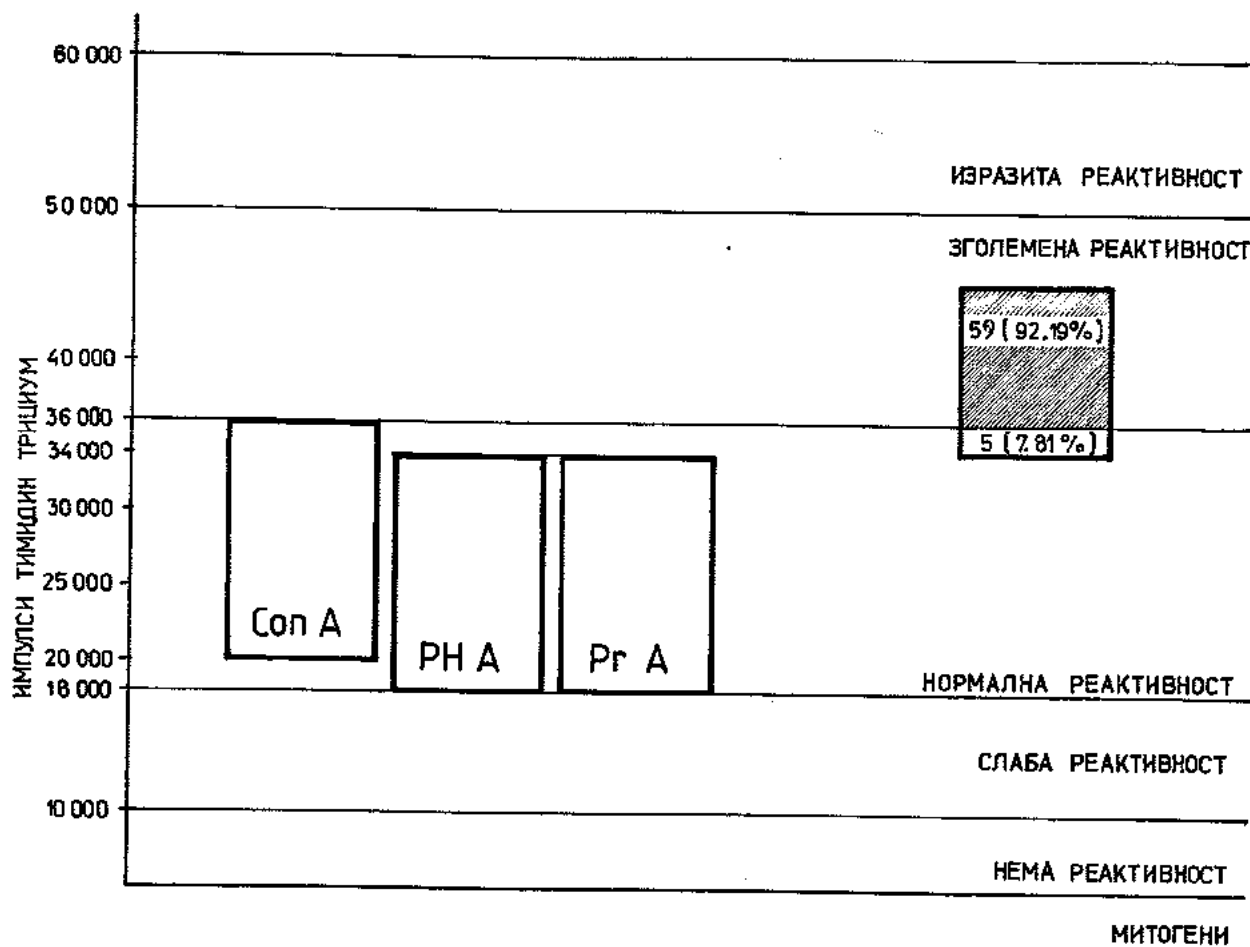 60 000
ИЗРАЗИТА РЕАКТИВНОСТ
50 000
ЗГОЛЕМЕНА РЕАКТИВНОСТ
59 (92.19%)
40 000
36 000
5 (7.81%)
34 000
30 000
25 000
Con A
PH A
Pr A
20 000
18 000
НОРМАЛНА РЕАКТИВНОСТ
СЛАБА РЕАКТИВНОСТ
10 000
НЕМА РЕАКТИВНОСТ
МИТОГЕНИ
ИМПУЛСИ ТИМИДИН ТРИЦИУМ